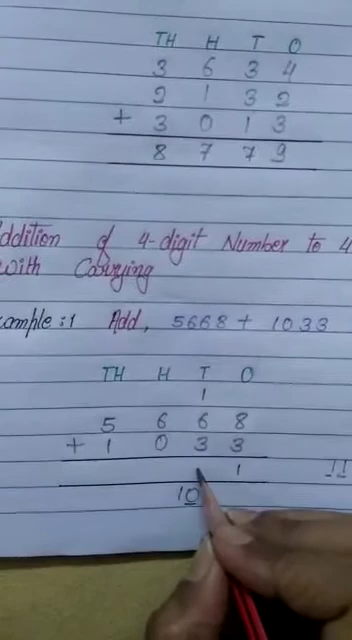 TH H T O
3 6 3 4
2 1 3 2
+ 3 0 1 3
8 7 7 9
ddition of 4-digit Number to 4
with Carrying
ample:1 Add, 5668 + 1033
TH H T O
1
5 6 6 8
+ 1 0 3 3
1
10